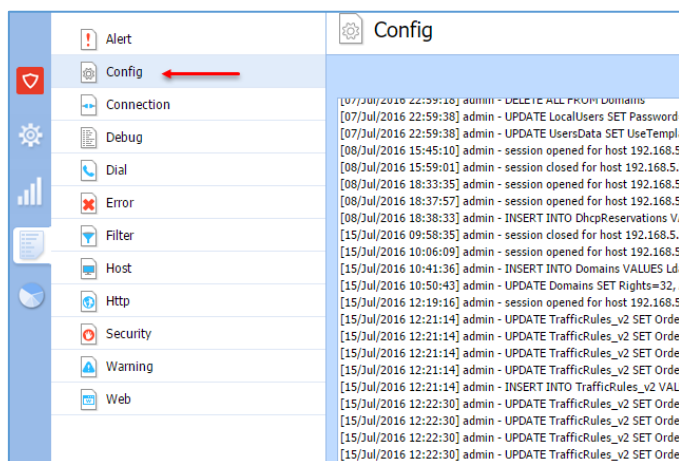 Alert
Config
Connection
Debug
Dial
Error
Filter
Host
Http
Security
Warning
Web
Config
[07/Jul/2016 22:59:18] admin - DELETE ALL FROM Domains
[07/Jul/2016 22:59:38] admin - UPDATE LocalUsers SET Password
[07/Jul/2016 22:59:38] admin - UPDATE UsersData SET UseTempl
[08/Jul/2016 15:45:10] admin - session opened for host 192.168.5
[08/Jul/2016 15:59:01] admin - session closed for host 192.168.5.
[08/Jul/2016 18:33:35] admin - session opened for host 192.168.5
[08/Jul/2016 18:37:57] admin - session opened for host 192.168.5
[08/Jul/2016 18:38:33] admin - INSERT INTO DhcpReservations V
[15/Jul/2016 09:58:35] admin - session closed for host 192.168.5.
[15/Jul/2016 10:06:09] admin - session opened for host 192.168.5
[15/Jul/2016 10:41:36] admin - INSERT INTO Domains VALUES Ld
[15/Jul/2016 10:50:43] admin - UPDATE Domains SET Rights=32,
[15/Jul/2016 12:19:16] admin - session opened for host 192.168.5
[15/Jul/2016 12:21:14] admin - UPDATE TrafficRules_v2 SET Orde
[15/Jul/2016 12:21:14] admin - UPDATE TrafficRules_v2 SET Orde
[15/Jul/2016 12:21:14] admin - UPDATE TrafficRules_v2 SET Orde
[15/Jul/2016 12:21:14] admin - UPDATE TrafficRules_v2 SET Orde
[15/Jul/2016 12:21:14] admin - INSERT INTO TrafficRules_v2 VAL
[15/Jul/2016 12:22:30] admin - UPDATE TrafficRules_v2 SET Orde
[15/Jul/2016 12:22:30] admin - UPDATE TrafficRules_v2 SET Orde
[15/Jul/2016 12:22:30] admin - UPDATE TrafficRules_v2 SET Orde
[15/Jul/2016 12:22:30] admin - UPDATE TrafficRules_v2 SET Orde